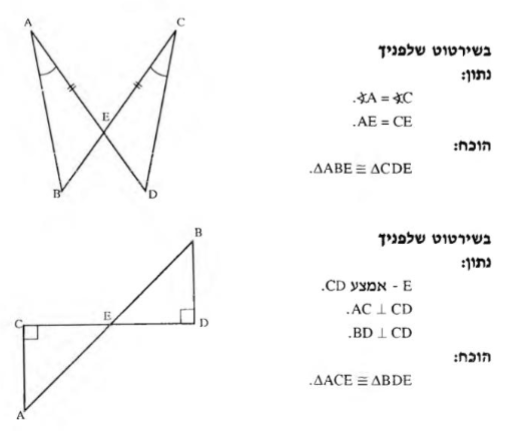 A
C
E
B
D
בשירטוט שלפניך
נתון:
.∢A = ∢C
.AE = CE
הוכח:
.ΔABE ≅ ΔCDE
B
C
E
D
A
בשירטוט שלפניך
נתון:
E - אמצע CD.
.AC ⊥ CD
.BD ⊥ CD
הוכח:
.ΔACE ≅ ΔBDE